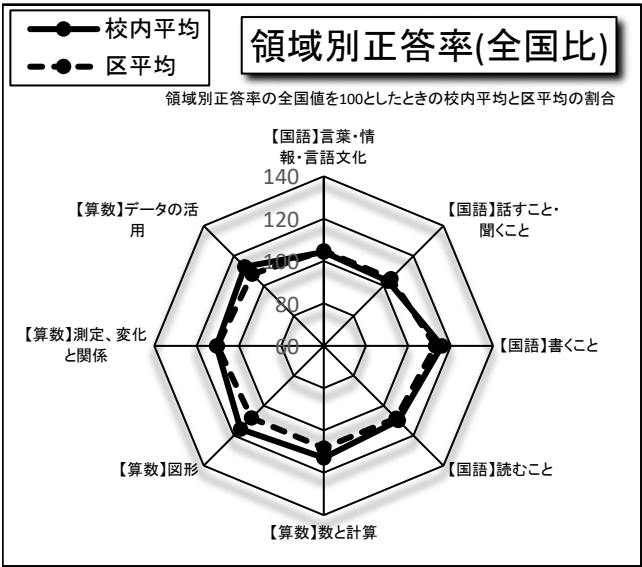 校内平均
区平均
領域別正答率(全国比)
領域別正答率の全国値を100としたときの校内平均と区平均の割合
【国語】言葉・情
報・言語文化
【国語】話すこと・
聞くこと
【国語】書くこと
【国語】読むこと
【算数】数と計算
【算数】図形
【算数】測定、変化
と関係
【算数】データの活
用
140
120
100
80
60